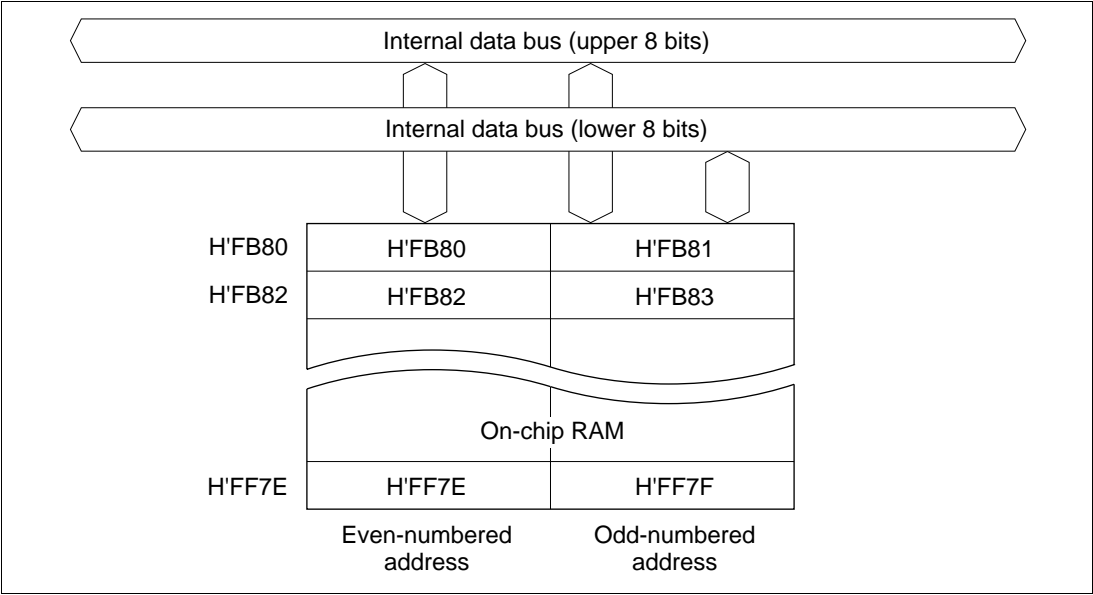 Internal data bus (upper 8 bits)
Internal data bus (lower 8 bits)
H'FB80 H'FB80 H'FB81
H'FB82 H'FB82 H'FB83
On-chip RAM
H'FF7E H'FF7E H'FF7F
Even-numbered Odd-numbered
address address